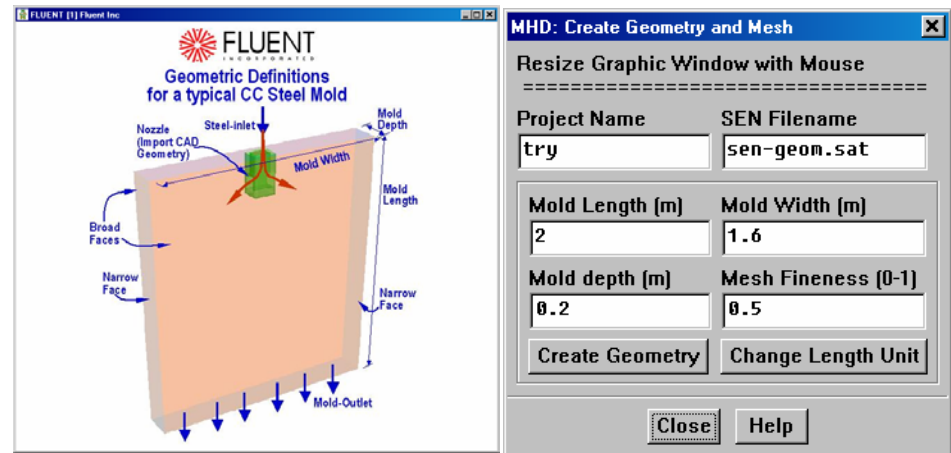 FLUENT [1] Fluent Inc
FLUENT
INCORPORATED
Geometric Definitions
for a typical CC Steel Mold
Mold
Depth
Steel-inlet
Nozzle
(Import CAD
Geometry)
Mold Width
Mold
Length
Broad
Faces
Narrow
Face
Narrow
Face
Mold-Outlet
MHD: Create Geometry and Mesh
Resize Graphic Window with Mouse
==================================
Project Name SEN Filename
try sen-geom.sat
Mold Length (m) Mold Width (m)
2 1.6
Mold depth (m) Mesh Fineness (0-1)
0.2 0.5
Create Geometry Change Length Unit
Close Help